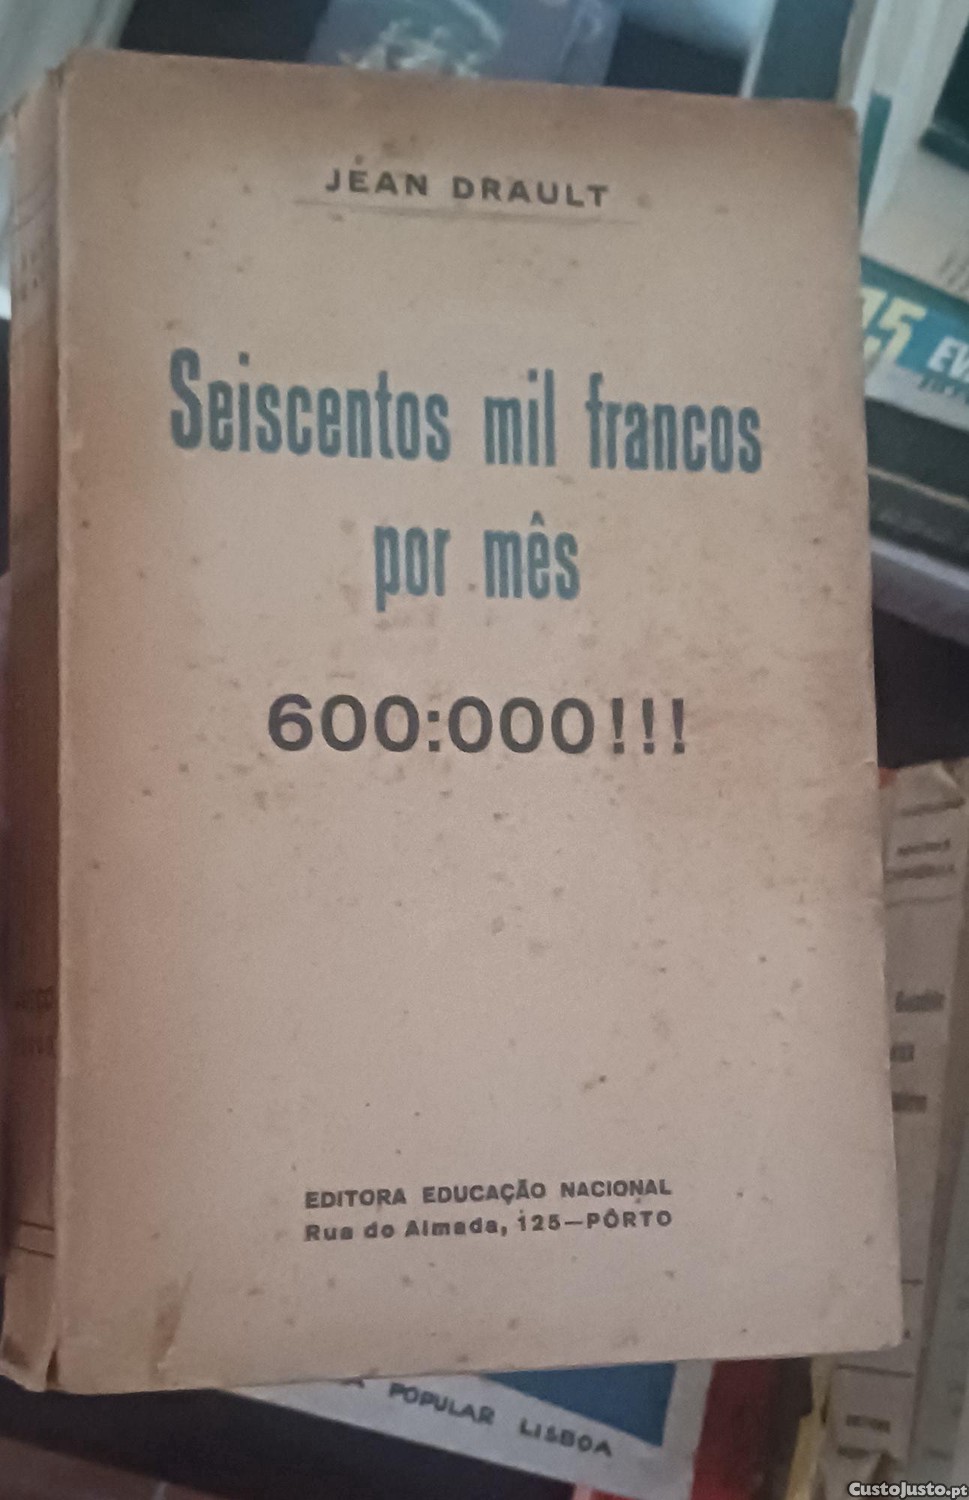 JEAN DRAULT
Seiscentos mil francos
por mês
600:000!!!
EDITORA EDUCAÇÃO NACIONAL
Rua do Almada, 125—PÔRTO
POPULAR LISBOA
25
CustoJusto.pt